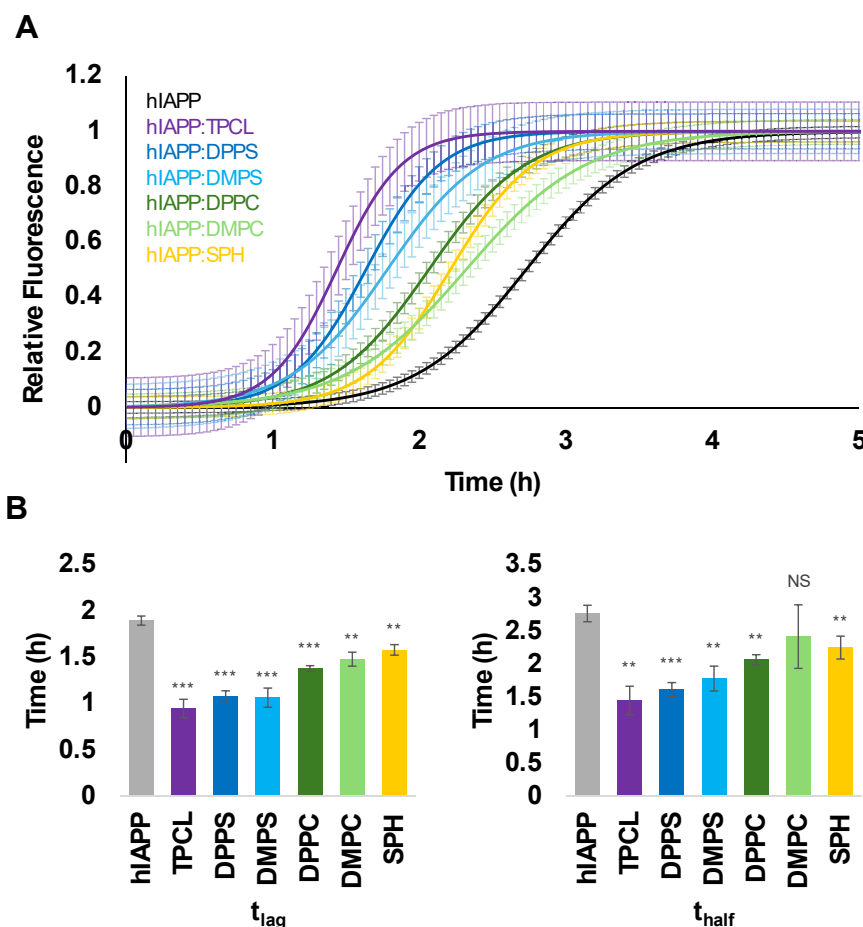 A
Relative Fluorescence
1.2
1
0.8
0.6
0.4
0.2
0
hIAPP
hIAPP:TPCL
hIAPP:DPPS
hIAPP:DMPS
hIAPP:DPPC
hIAPP:DMPC
hIAPP:SPH
0 1 2 3 4 5
Time (h)
B
Time (h)
2.5
2
1.5
1
0.5
0
*** *** *** *** ** **
hIAPP TPCL DPPS DMPS DPPC DMPC SPH
tlag
Time (h)
3.5
3
2.5
2
1.5
1
0.5
0
** *** ** ** NS **
hIAPP TPCL DPPS DMPS DPPC DMPC SPH
thalf